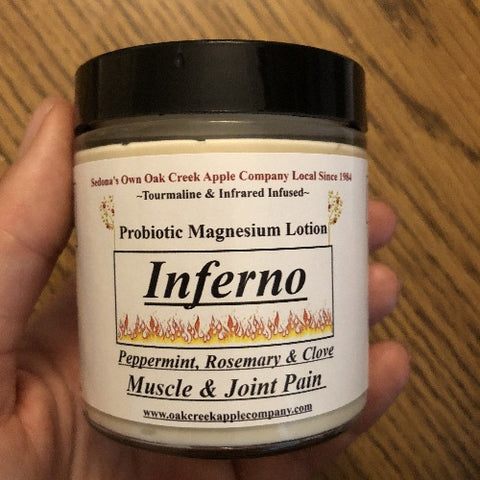 Sedona's Own Oak Creek Apple Company Local Since 1984
~Tourmaline & Infrared Infused~
Probiotic Magnesium Lotion
Inferno
Peppermint, Rosemary & Clove
Muscle & Joint Pain
www.oakcreekapplecompany.com